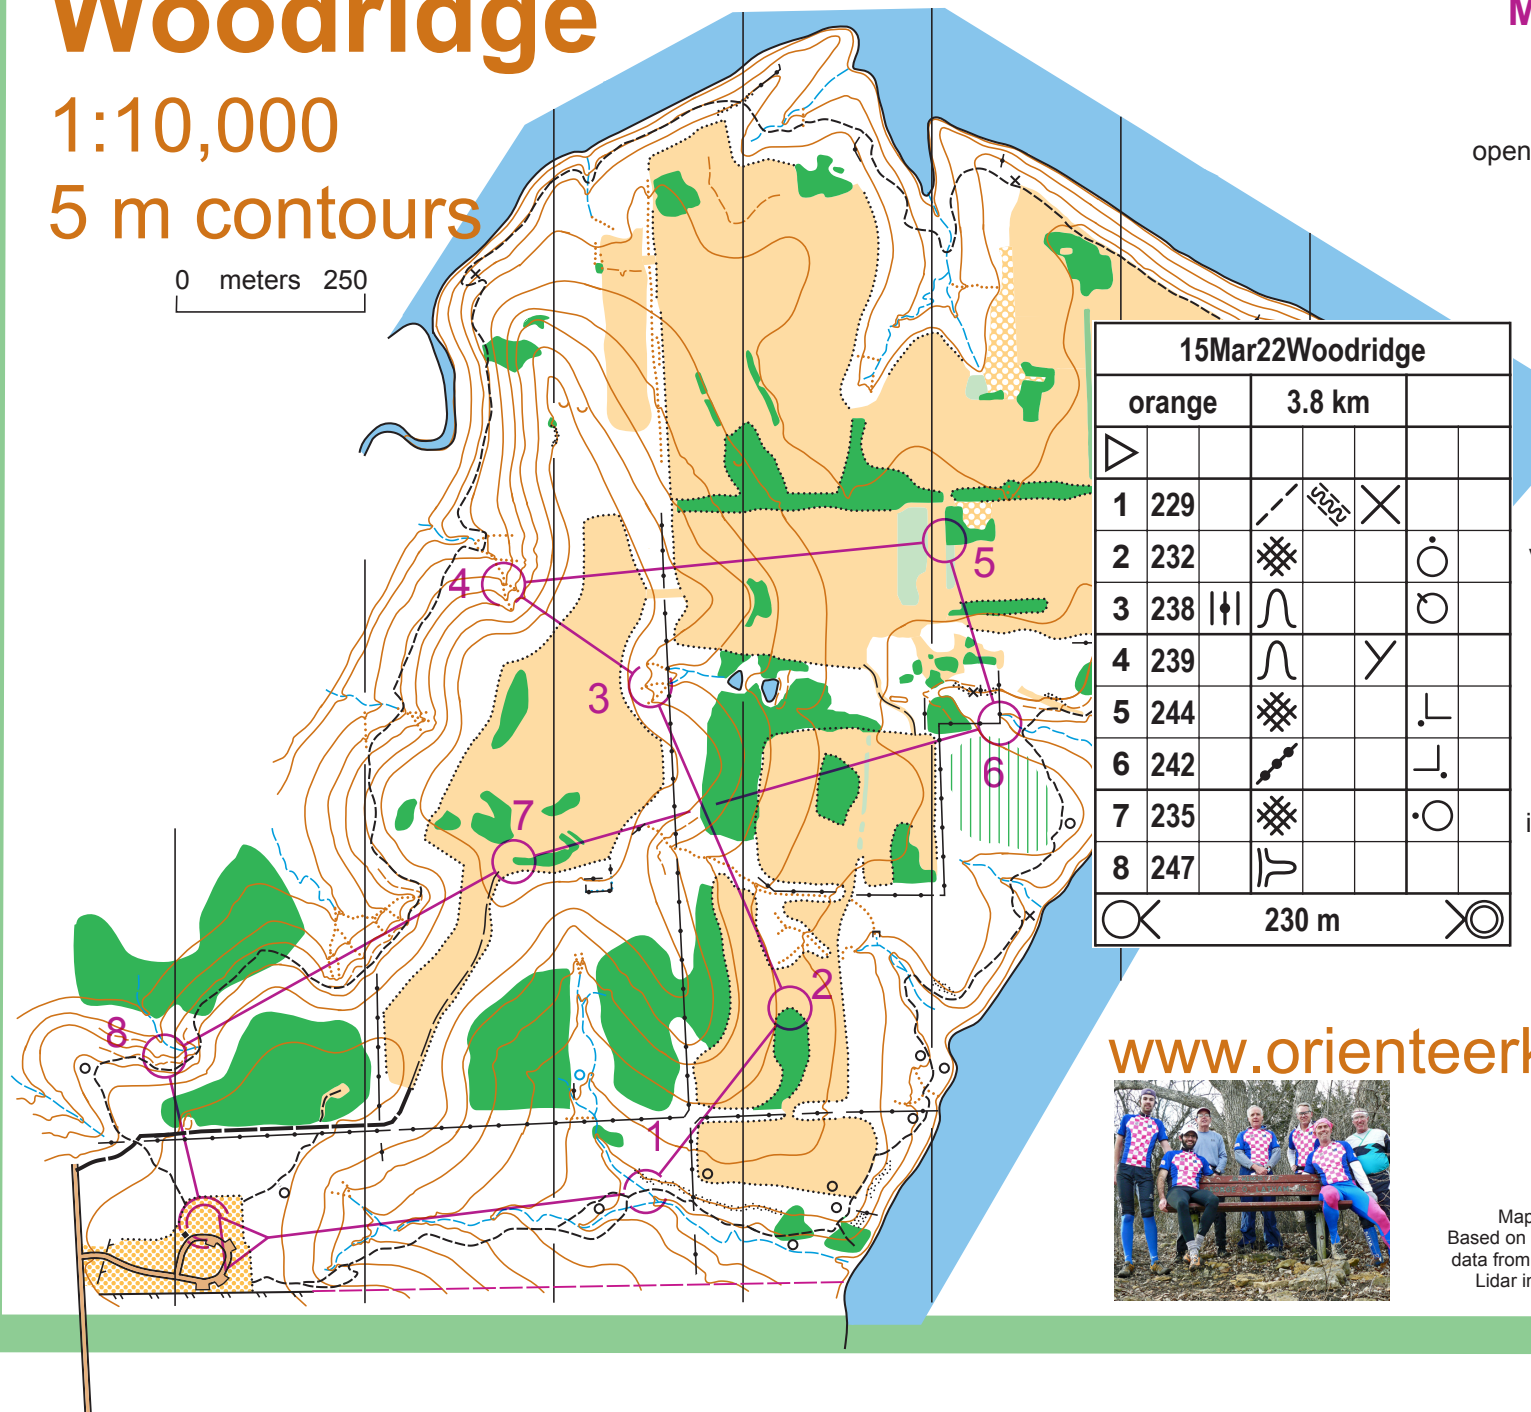 Woodridge
1:10,000
5 m contours
0 meters 250
M
open
15Mar22Woodridge
orange 3.8 km
1 229
2 232
3 238
4 239
5 244
6 242
7 235
8 247
230 m
4
5
3
6
7
2
8
1
www.orienteerk
Map
Based on
data from
Lidar in